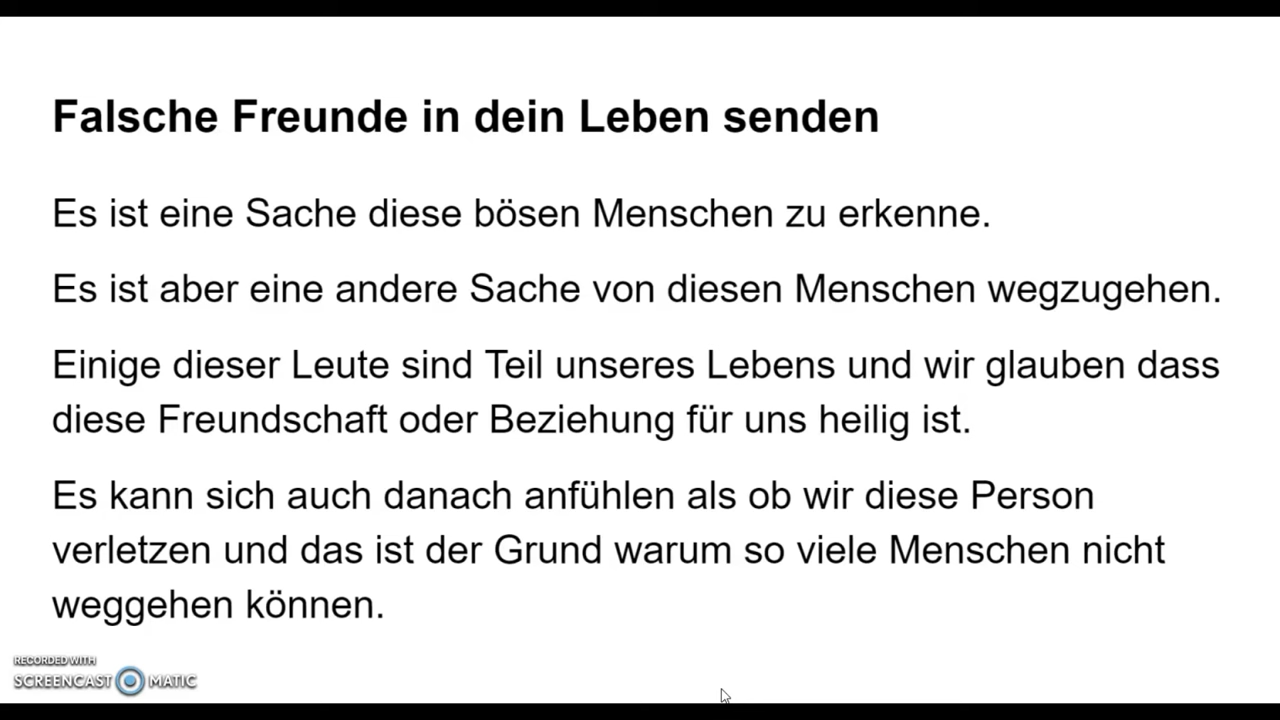 Falsche Freunde in dein Leben senden
Es ist eine Sache diese bösen Menschen zu erkenne.
Es ist aber eine andere Sache von diesen Menschen wegzugehen.
Einige dieser Leute sind Teil unseres Lebens und wir glauben dass
diese Freundschaft oder Beziehung für uns heilig ist.
Es kann sich auch danach anfühlen als ob wir diese Person
verletzen und das ist der Grund warum so viele Menschen nicht
weggehen können.
RECORDED WITH
SCREENCAST MATIC